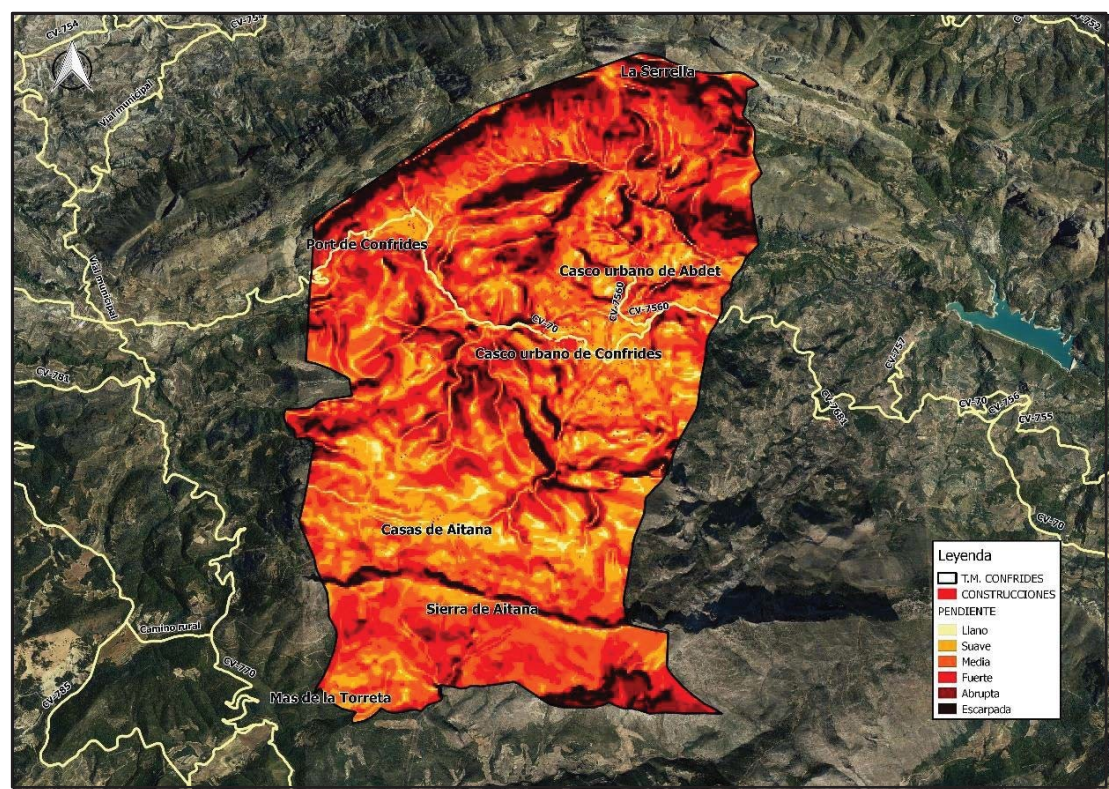 CV-754
CV-752
La Serrella
Vial municipal
Port de Confrides
Casco urbano de Abdet
Vial municipal
CV-7560
CV-7560
CV-70
Casco urbano de Confrides
CV-757
CV-781
CV-70
CV-756
CV-755
Casas de Aitana
CV-70
Leyenda
T.M. CONFRIDES
CONSTRUCCIONES
PENDIENTE
Llano
Suave
Media
Fuerte
Abrupta
Escarpada
Sierra de Aitana
Camino rural
CV-770
Mas de la Torreta